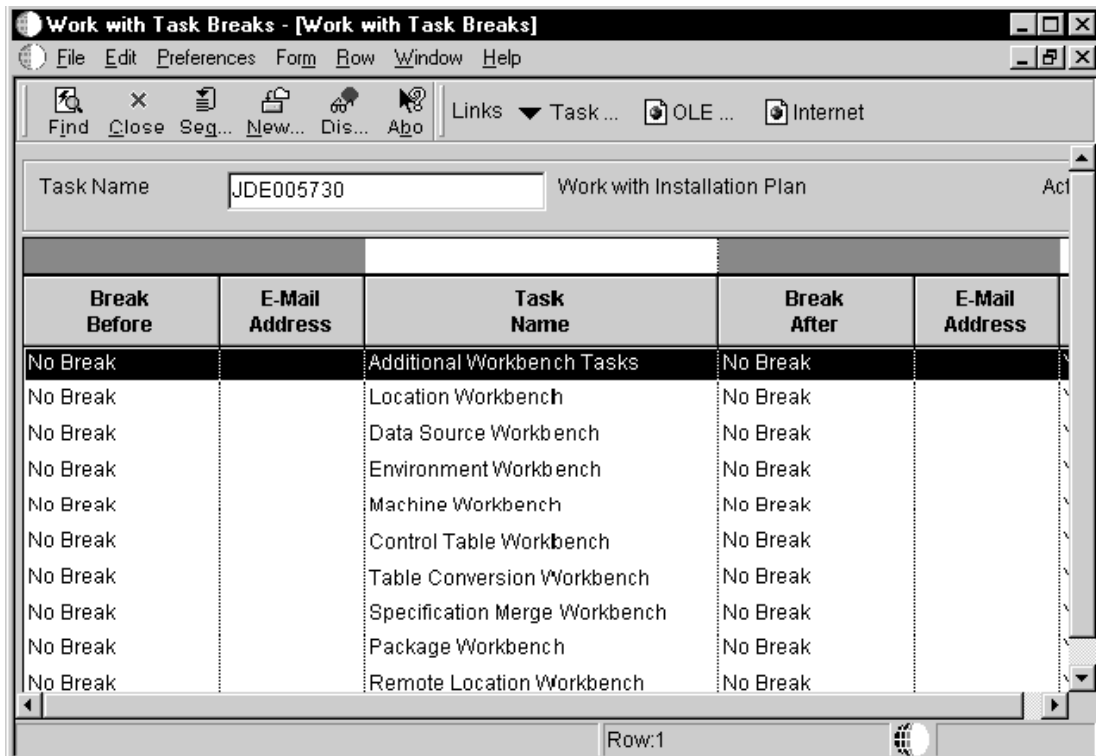 Work with Task Breaks - [Work with Task Breaks]
File Edit Preferences Form Row Window Help
Find Close Seq... New... Dis... Abo Links Task ... OLE ... Internet
Task Name JDE005730 Work with Installation Plan Act
Break Before E-Mail Address Task Name Break After E-Mail Address
No Break Additional Workbench Tasks No Break
No Break Location Workbench No Break
No Break Data Source Workbench No Break
No Break Environment Workbench No Break
No Break Machine Workbench No Break
No Break Control Table Workbench No Break
No Break Table Conversion Workbench No Break
No Break Specification Merge Workbench No Break
No Break Package Workbench No Break
No Break Remote Location Workbench No Break
Row:1